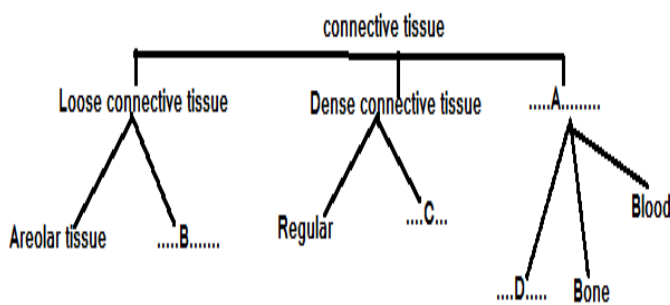 connective tissue
Loose connective tissue
Dense connective tissue
.....A.........
Areolar tissue
.....B.......
Regular
....C...
....D.....
Bone
Blood